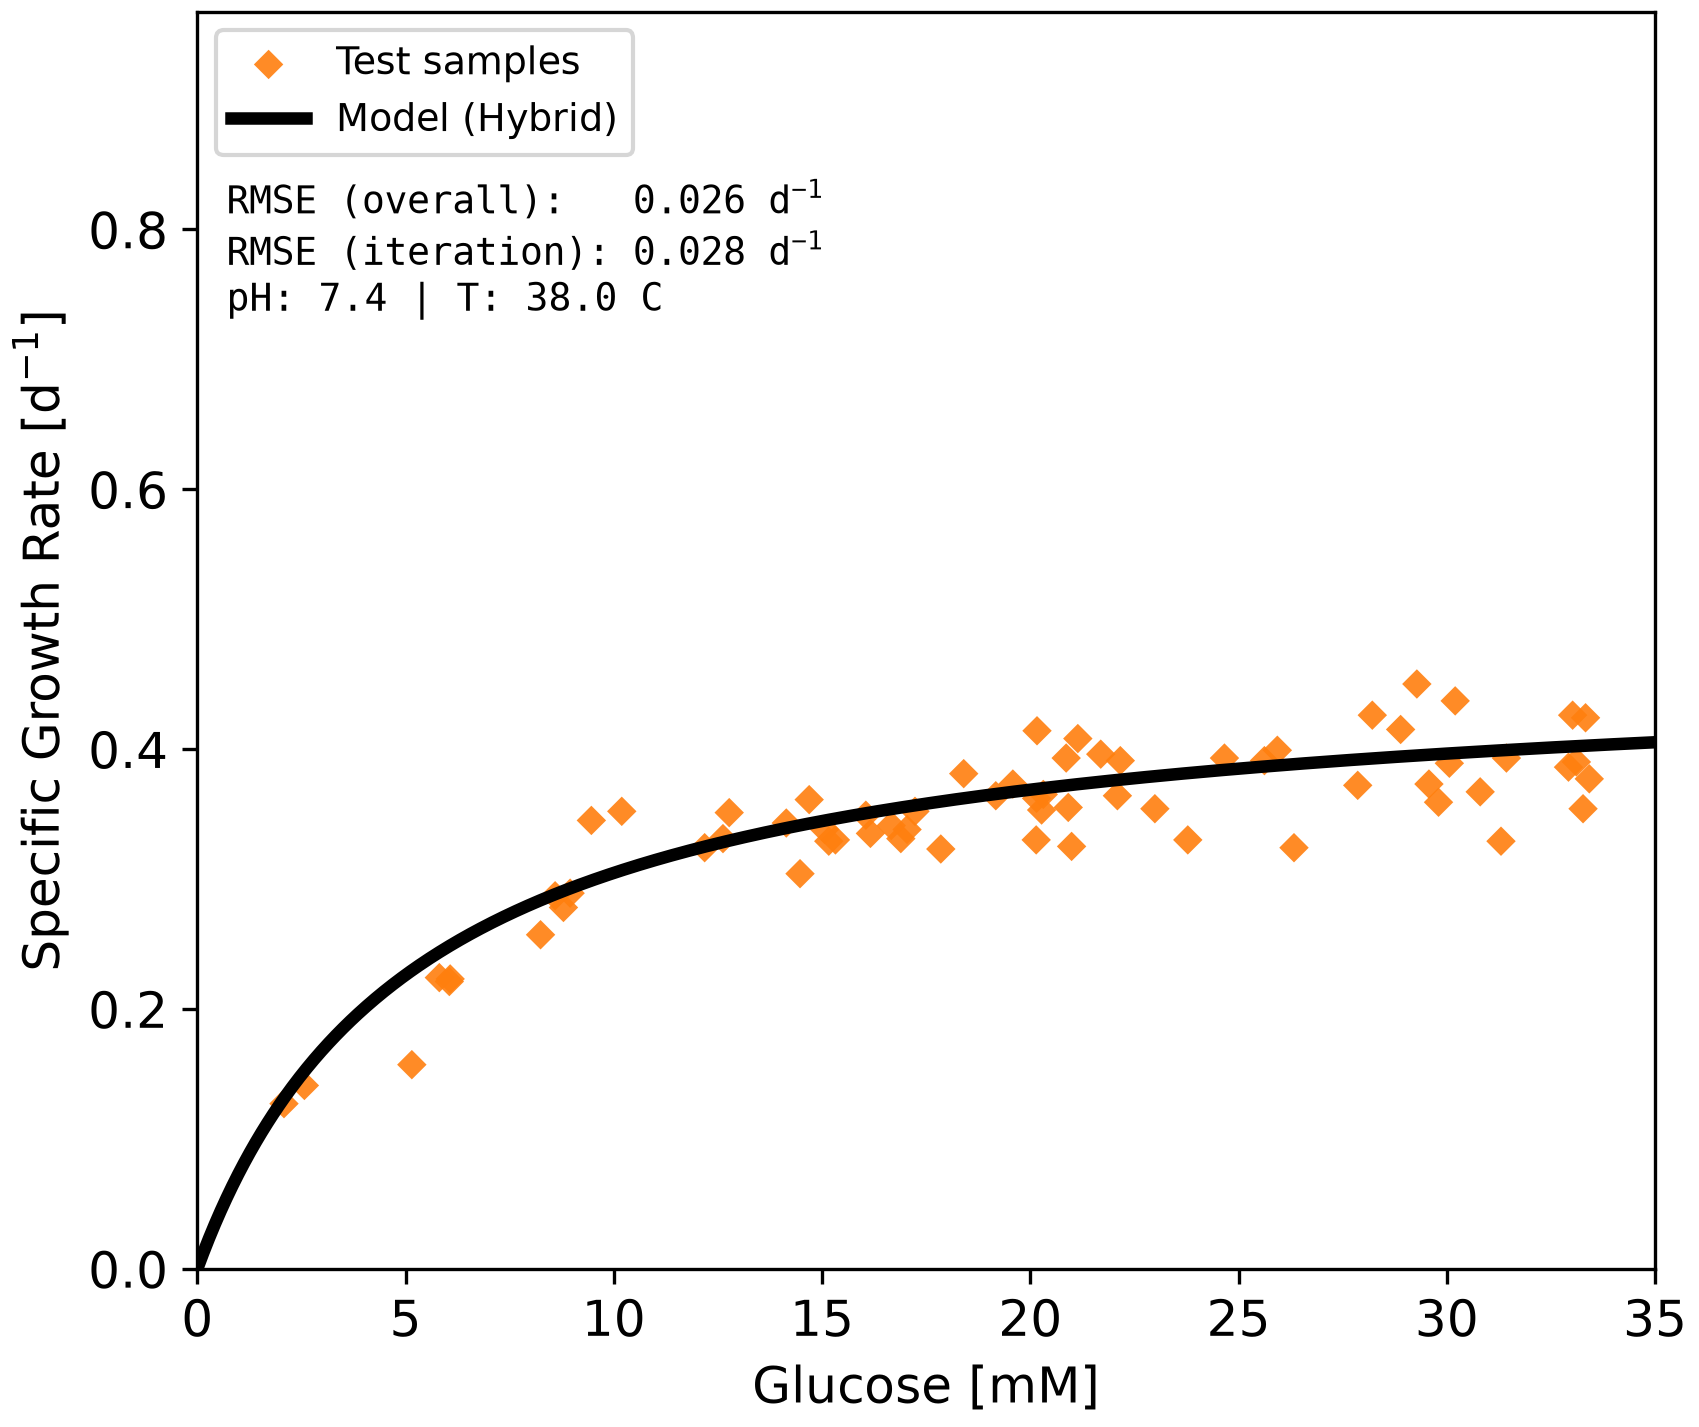 Test samples
Model (Hybrid)
RMSE (overall):   0.026 d⁻¹
RMSE (iteration): 0.028 d⁻¹
pH: 7.4 | T: 38.0 C
Specific Growth Rate [d⁻¹]
0.8
0.6
0.4
0.2
0.0
0 5 10 15 20 25 30 35
Glucose [mM]